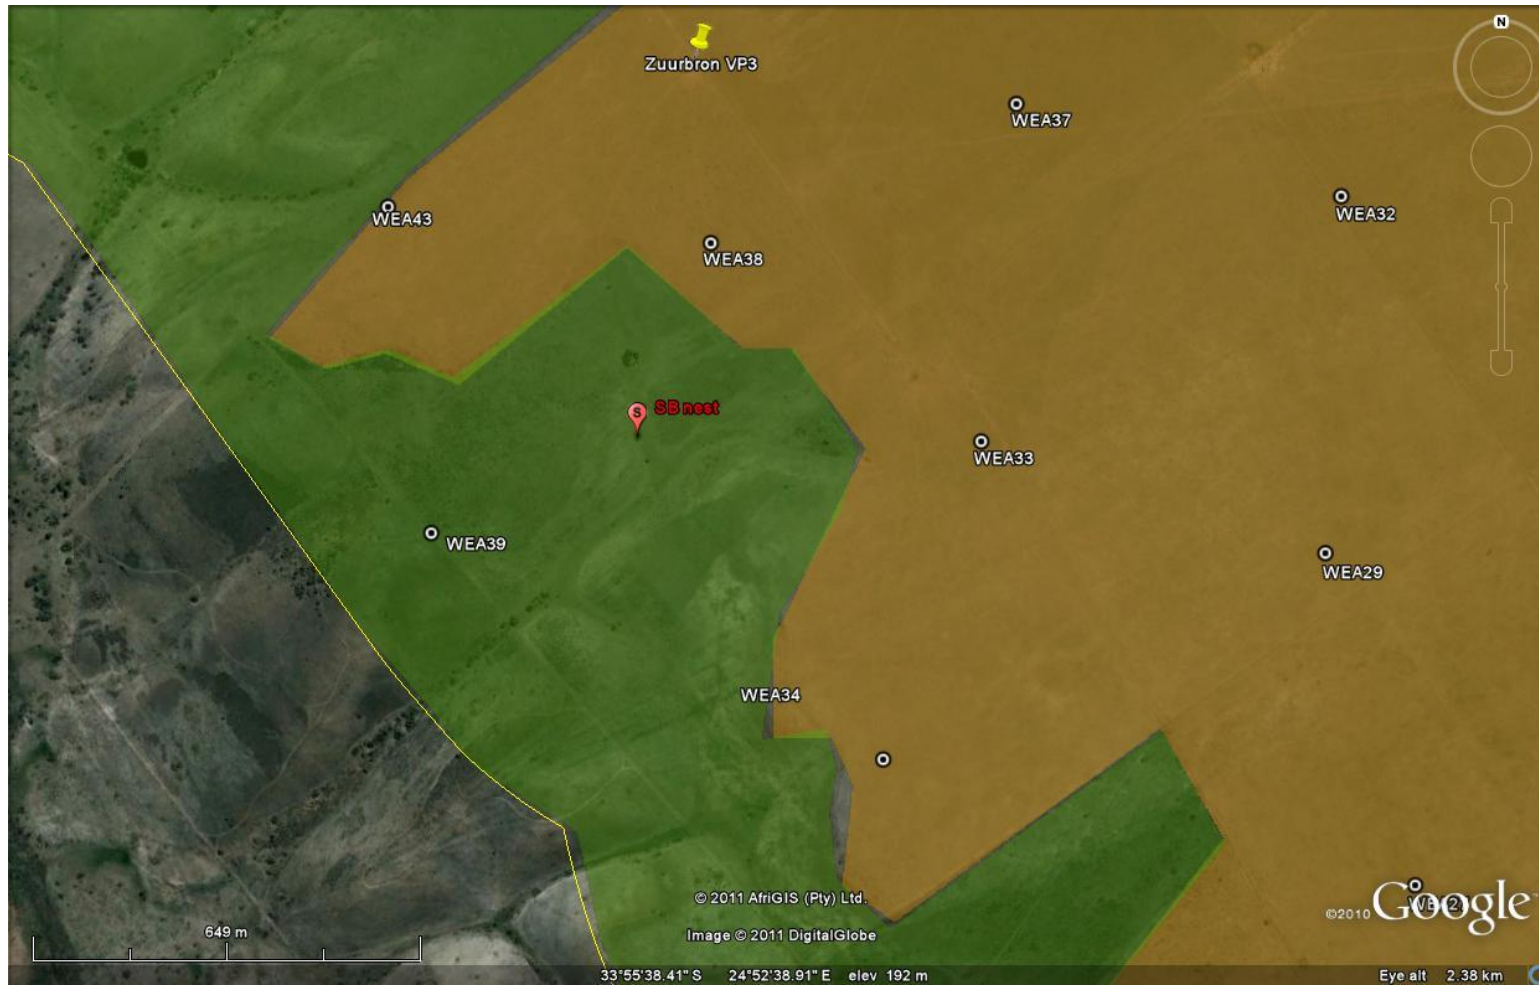 N
Zuurbron VP3
WEA37
WEA32
WEA43
WEA38
S SB nest
WEA33
WEA39
WEA29
WEA34
© 2011 AfriGIS (Pty) Ltd.
©2010 Google
649 m
Image © 2011 DigitalGlobe
33°55'38.41" S 24°52'38.91" E elev 192 m
Eye alt 2.38 km